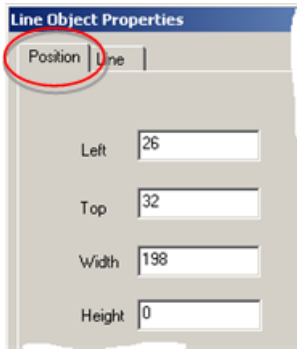 Line Object Properties
Position Line
Left 26
Top 32
Width 198
Height 0